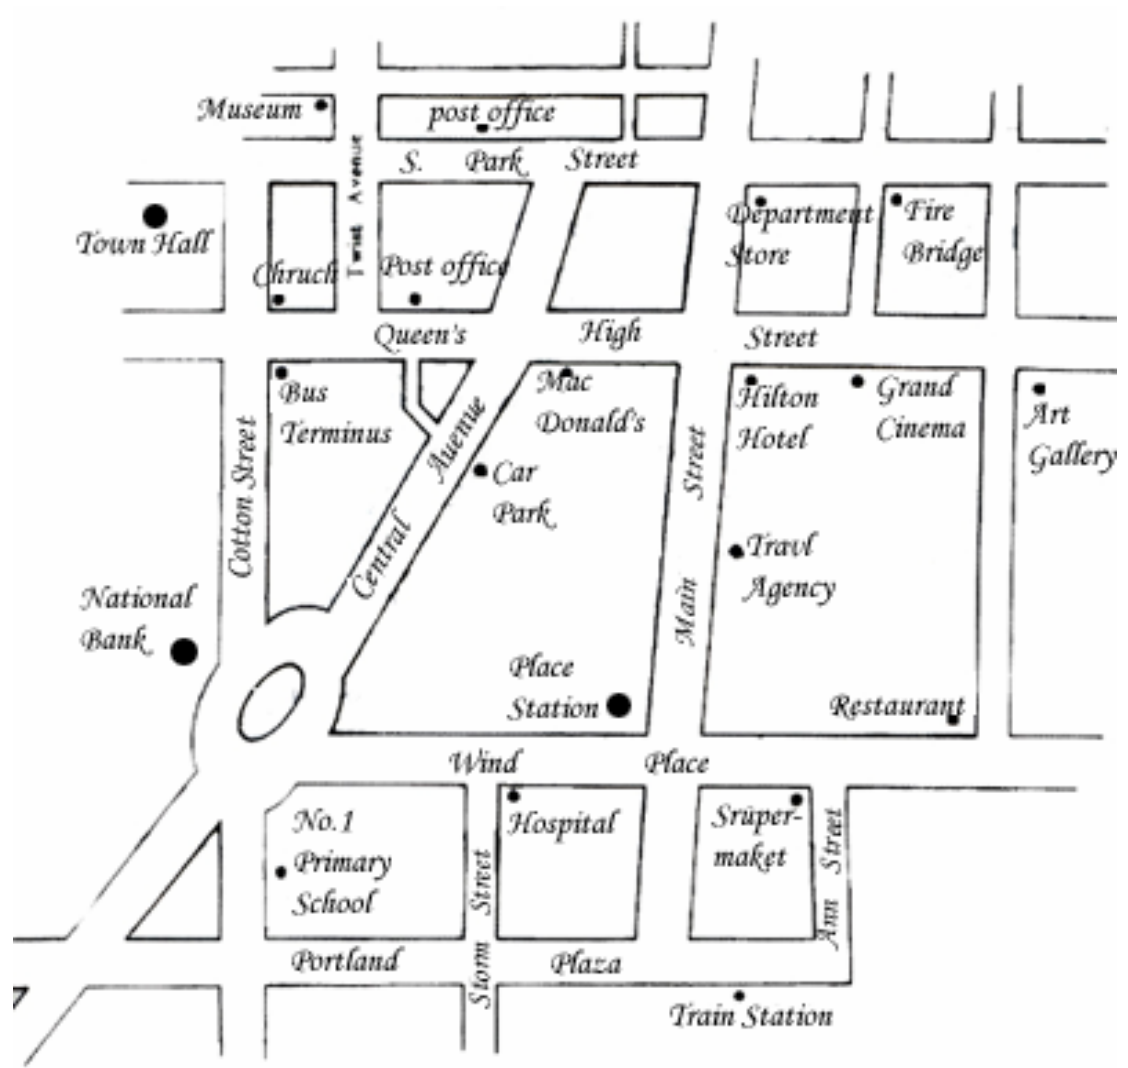 Museum
post office
Twist Avenue
S. Park Street
Town Hall
Department
Store
Fire
Bridge
Chruch
Post office
Queen's
High
Street
Bus
Terminus
Mac
Donald's
Hilton
Hotel
Grand
Cinema
Art
Gallery
Cotton Street
Central Auenue
Car
Park
Main Street
Travl
Agency
National
Bank
Place
Station
Restaurant
Wind Place
No.1
Primary
School
Hospital
Srüper-
maket
Storm Street
Ann Street
Portland
Plaza
Train Station